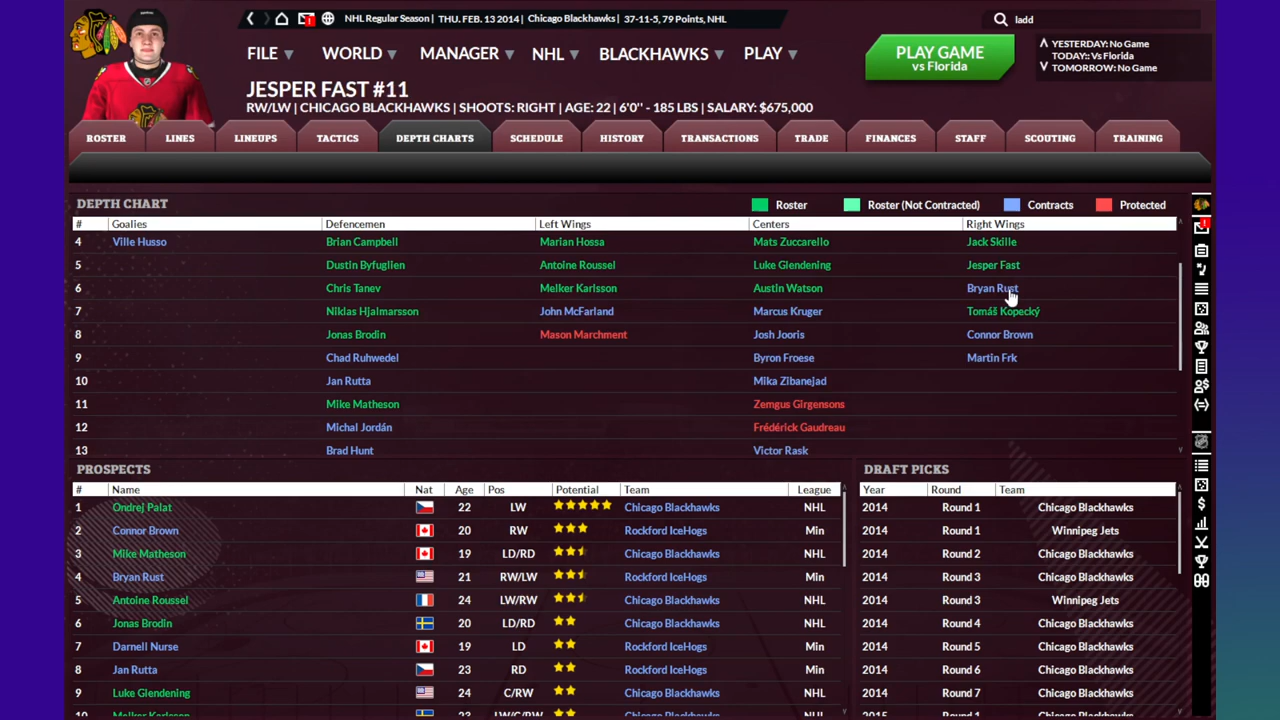 NHL Regular Season | THU. FEB. 13 2014 | Chicago Blackhawks | 37-11-5, 79 Points, NHL
ladd
FILE WORLD MANAGER NHL BLACKHAWKS PLAY
PLAY GAME
vs Florida
YESTERDAY: No Game
TODAY:: Vs Florida
TOMORROW: No Game
JESPER FAST #11
RW/LW | CHICAGO BLACKHAWKS | SHOOTS: RIGHT | AGE: 22 | 6'0" - 185 LBS | SALARY: $675,000
ROSTER LINES LINEUPS TACTICS DEPTH CHARTS SCHEDULE HISTORY TRANSACTIONS TRADE FINANCES STAFF SCOUTING TRAINING
DEPTH CHART Roster Roster (Not Contracted) Contracts Protected
# Goalies Defencemen Left Wings Centers Right Wings
4 Ville Husso Brian Campbell Marian Hossa Mats Zuccarello Jack Skille
5 Dustin Byfuglien Antoine Roussel Luke Glendening Jesper Fast
6 Chris Tanev Melker Karlsson Austin Watson Bryan Rust
7 Niklas Hjalmarsson John McFarland Marcus Kruger Tomáš Kopecký
8 Jonas Brodin Mason Marchment Josh Jooris Connor Brown
9 Chad Ruhwedel Byron Froese Martin Frk
10 Jan Rutta Mika Zibanejad
11 Mike Matheson Zemgus Girgensons
12 Michal Jordán Frédérick Gaudreau
13 Brad Hunt Victor Rask
PROSPECTS
# Name Nat Age Pos Potential Team League
1 Ondrej Palat 22 LW Chicago Blackhawks NHL
2 Connor Brown 20 RW Rockford IceHogs Min
3 Mike Matheson 19 LD/RD Chicago Blackhawks NHL
4 Bryan Rust 21 RW/LW Rockford IceHogs Min
5 Antoine Roussel 24 LW/RW Chicago Blackhawks NHL
6 Jonas Brodin 20 LD/RD Chicago Blackhawks NHL
7 Darnell Nurse 19 LD Rockford IceHogs Min
8 Jan Rutta 23 RD Rockford IceHogs Min
9 Luke Glendening 24 C/RW Chicago Blackhawks NHL
10 Melker Karlsson 23 LW/C/RW Chicago Blackhawks NHL
DRAFT PICKS
Year Round Team
2014 Round 1 Chicago Blackhawks
2014 Round 1 Winnipeg Jets
2014 Round 2 Chicago Blackhawks
2014 Round 3 Chicago Blackhawks
2014 Round 3 Winnipeg Jets
2014 Round 4 Chicago Blackhawks
2014 Round 5 Chicago Blackhawks
2014 Round 6 Chicago Blackhawks
2014 Round 7 Chicago Blackhawks
2015 Round 1 Chicago Blackhawks